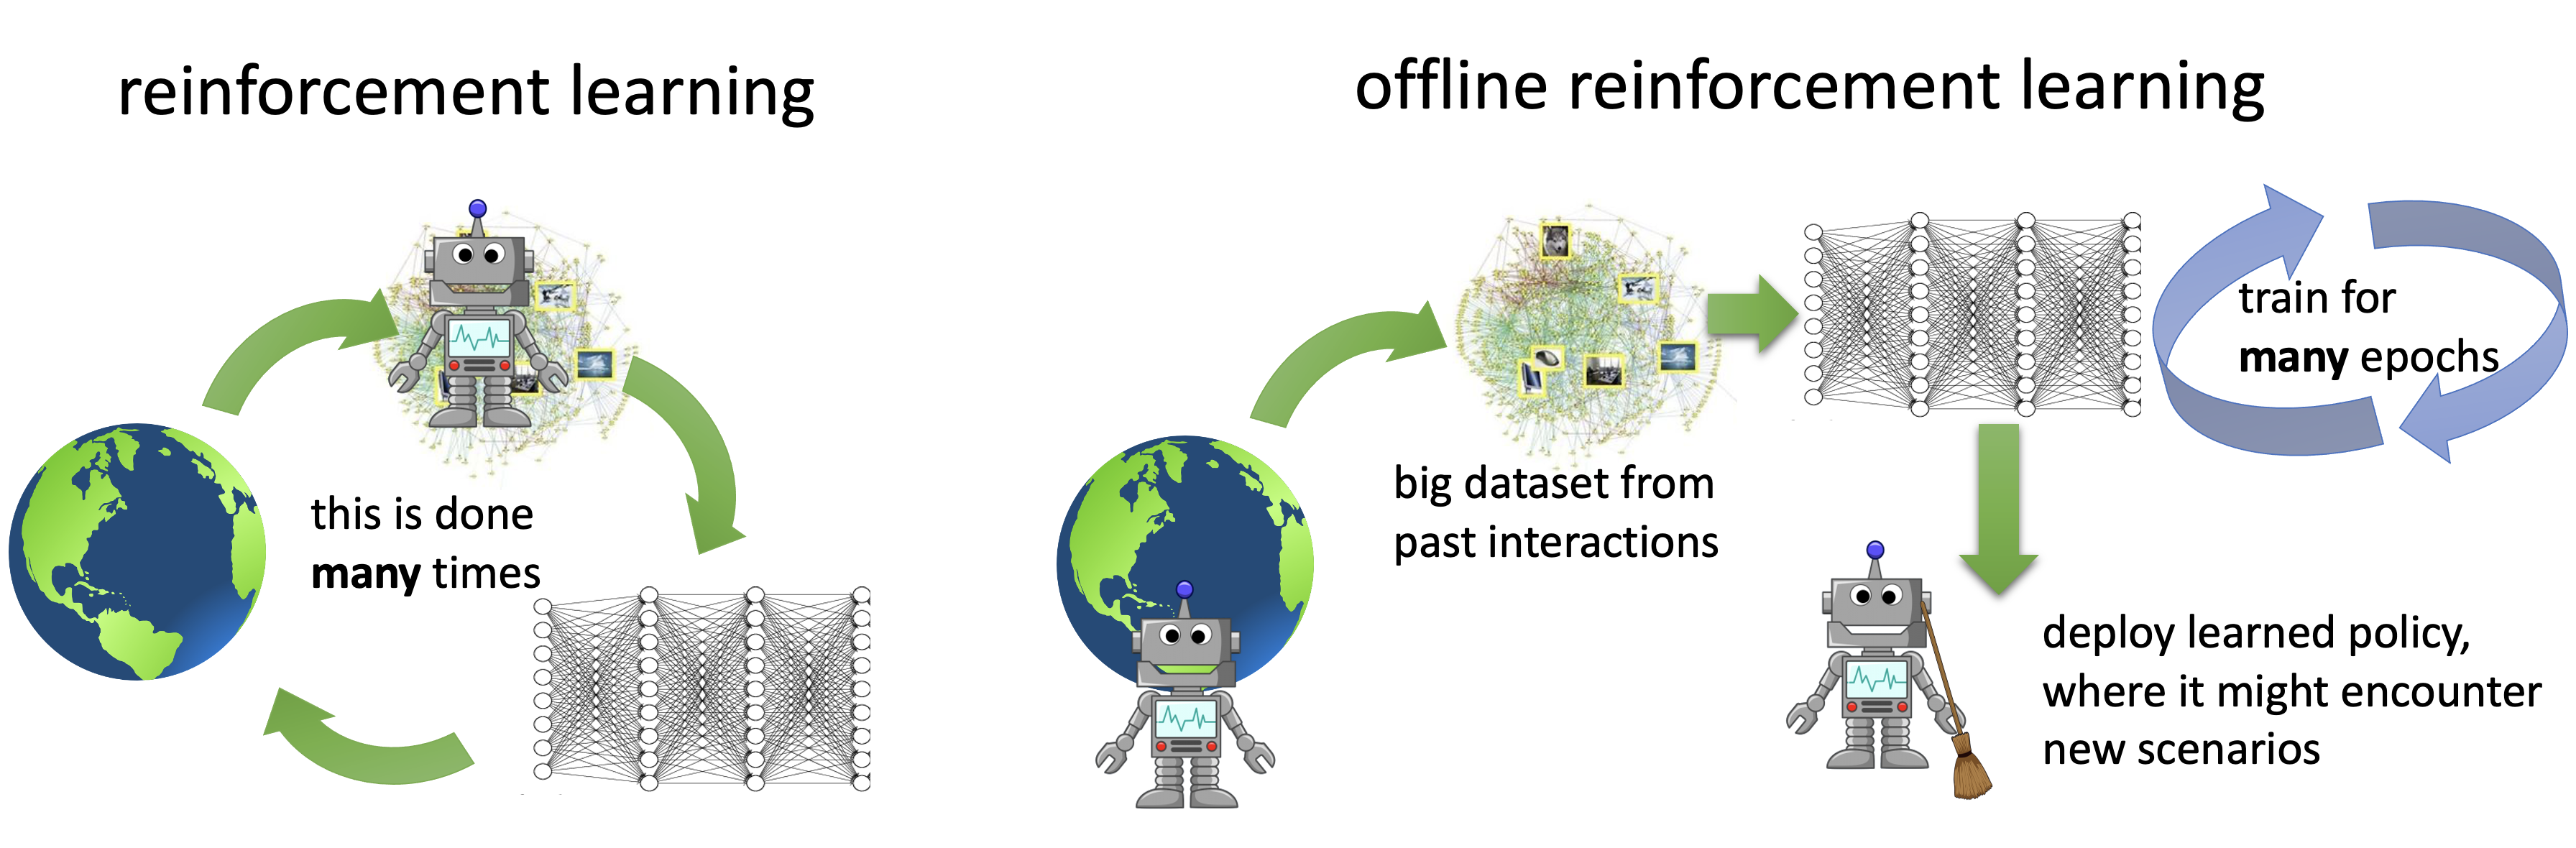 reinforcement learning
this is done
many times
offline reinforcement learning
big dataset from
past interactions
train for
many epochs
deploy learned policy,
where it might encounter
new scenarios